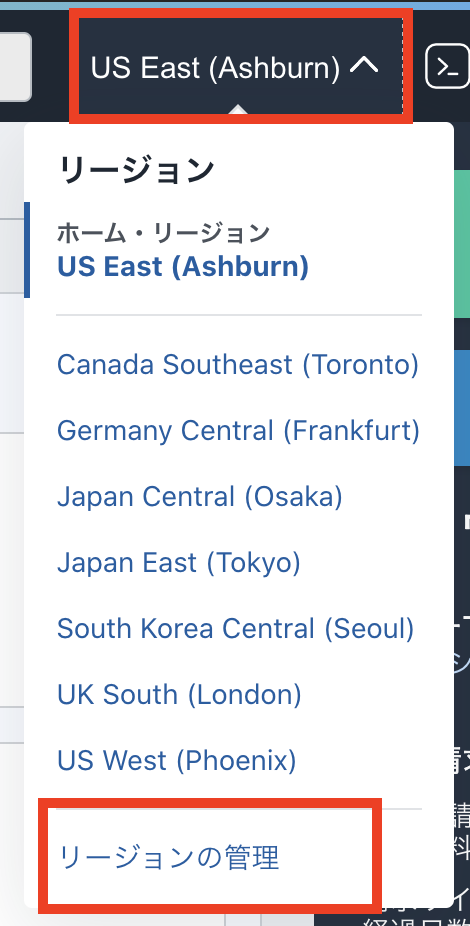 US East (Ashburn)
リージョン
ホーム・リージョン
US East (Ashburn)
Canada Southeast (Toronto)
Germany Central (Frankfurt)
Japan Central (Osaka)
Japan East (Tokyo)
South Korea Central (Seoul)
UK South (London)
US West (Phoenix)
リージョンの管理